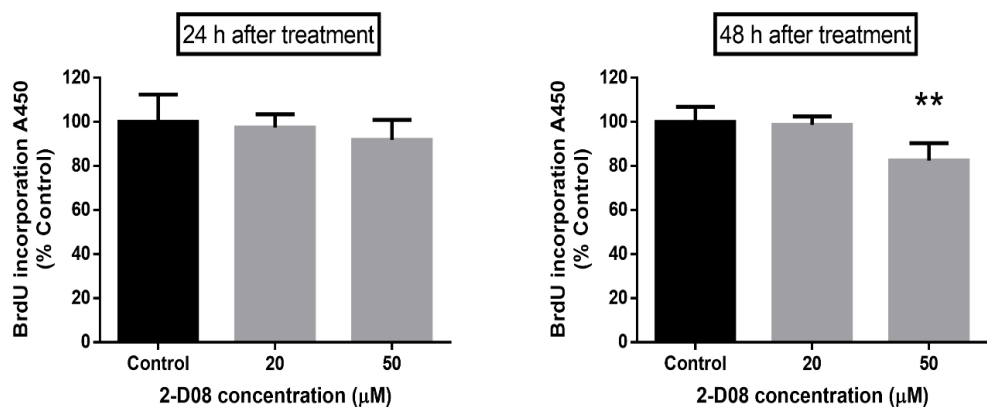 24 h after treatment
BrdU incorporation A450
(% Control)
120
100
80
60
40
20
0
Control
20
50
2-D08 concentration (μM)
48 h after treatment
BrdU incorporation A450
(% Control)
120
100
80
60
40
20
0
**
Control
20
50
2-D08 concentration (μM)